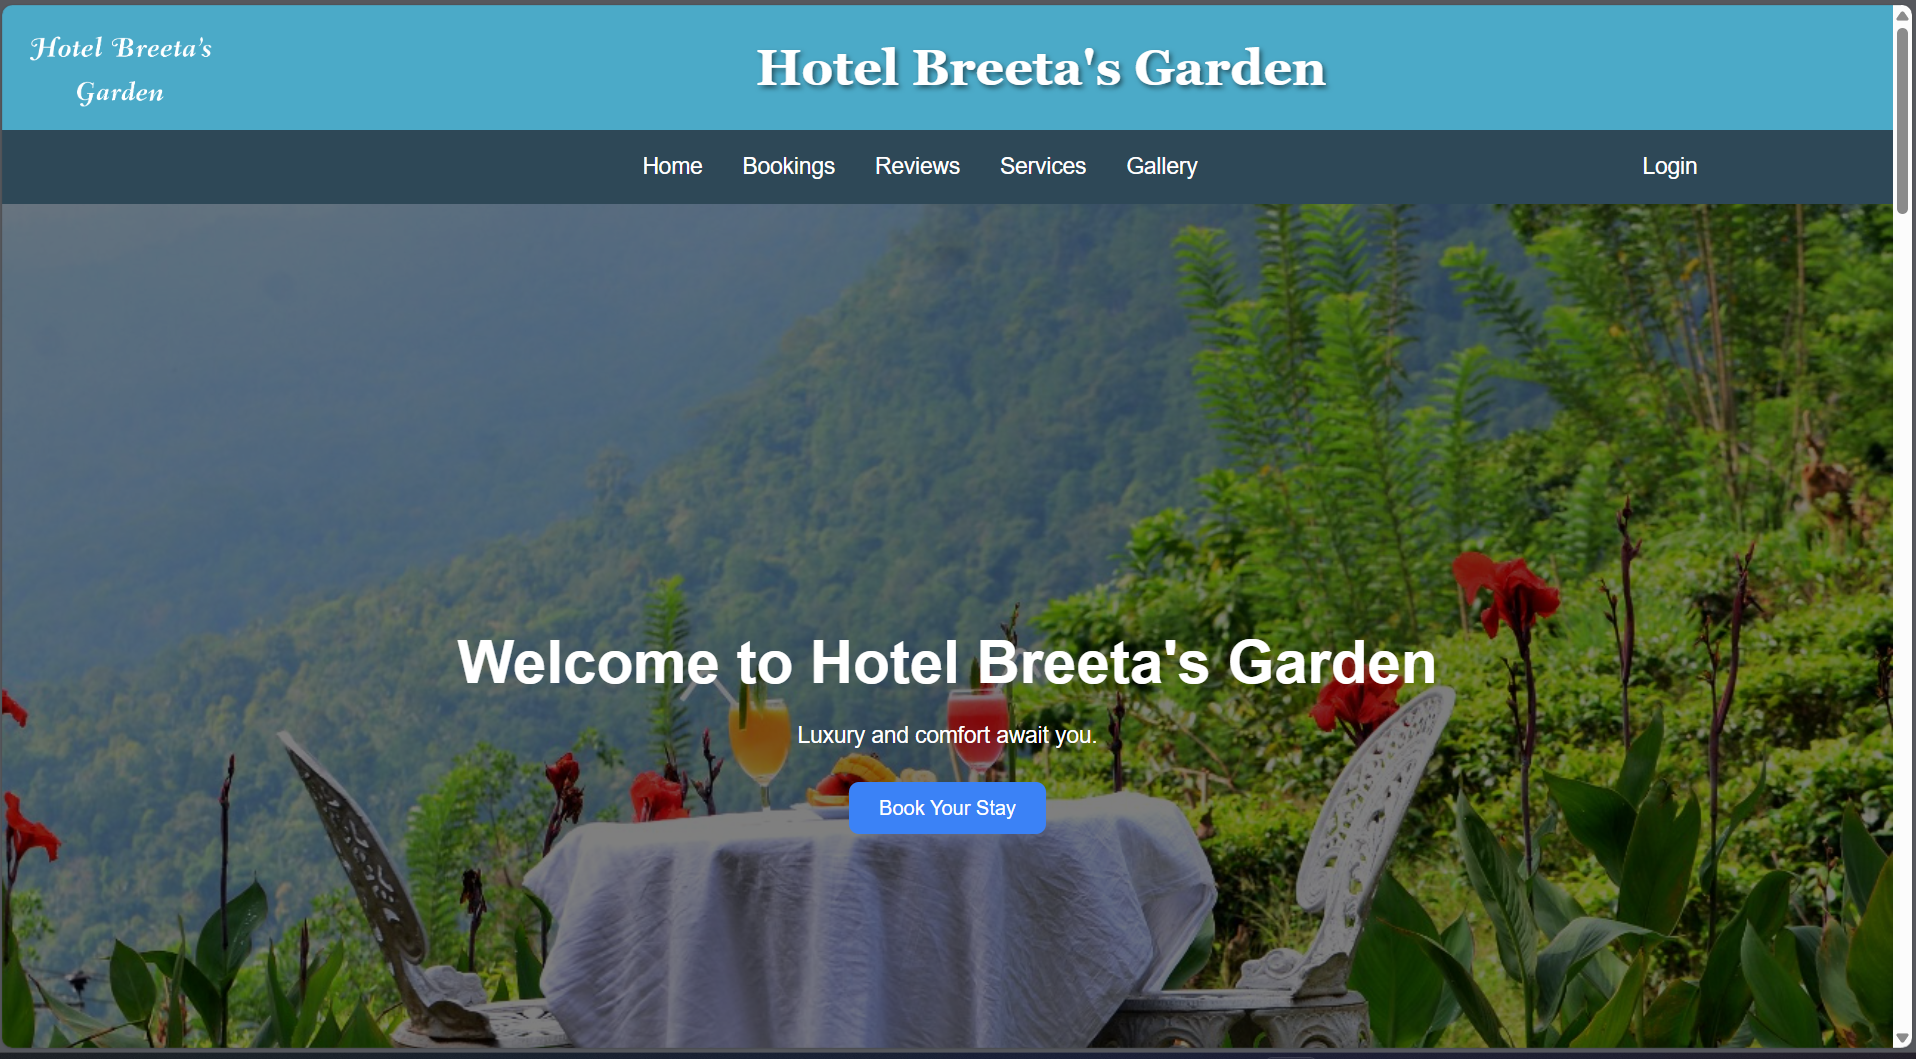 Hotel Breeta's
Garden
Hotel Breeta's Garden
Home Bookings Reviews Services Gallery Login
Welcome to Hotel Breeta's Garden
Luxury and comfort await you.
Book Your Stay